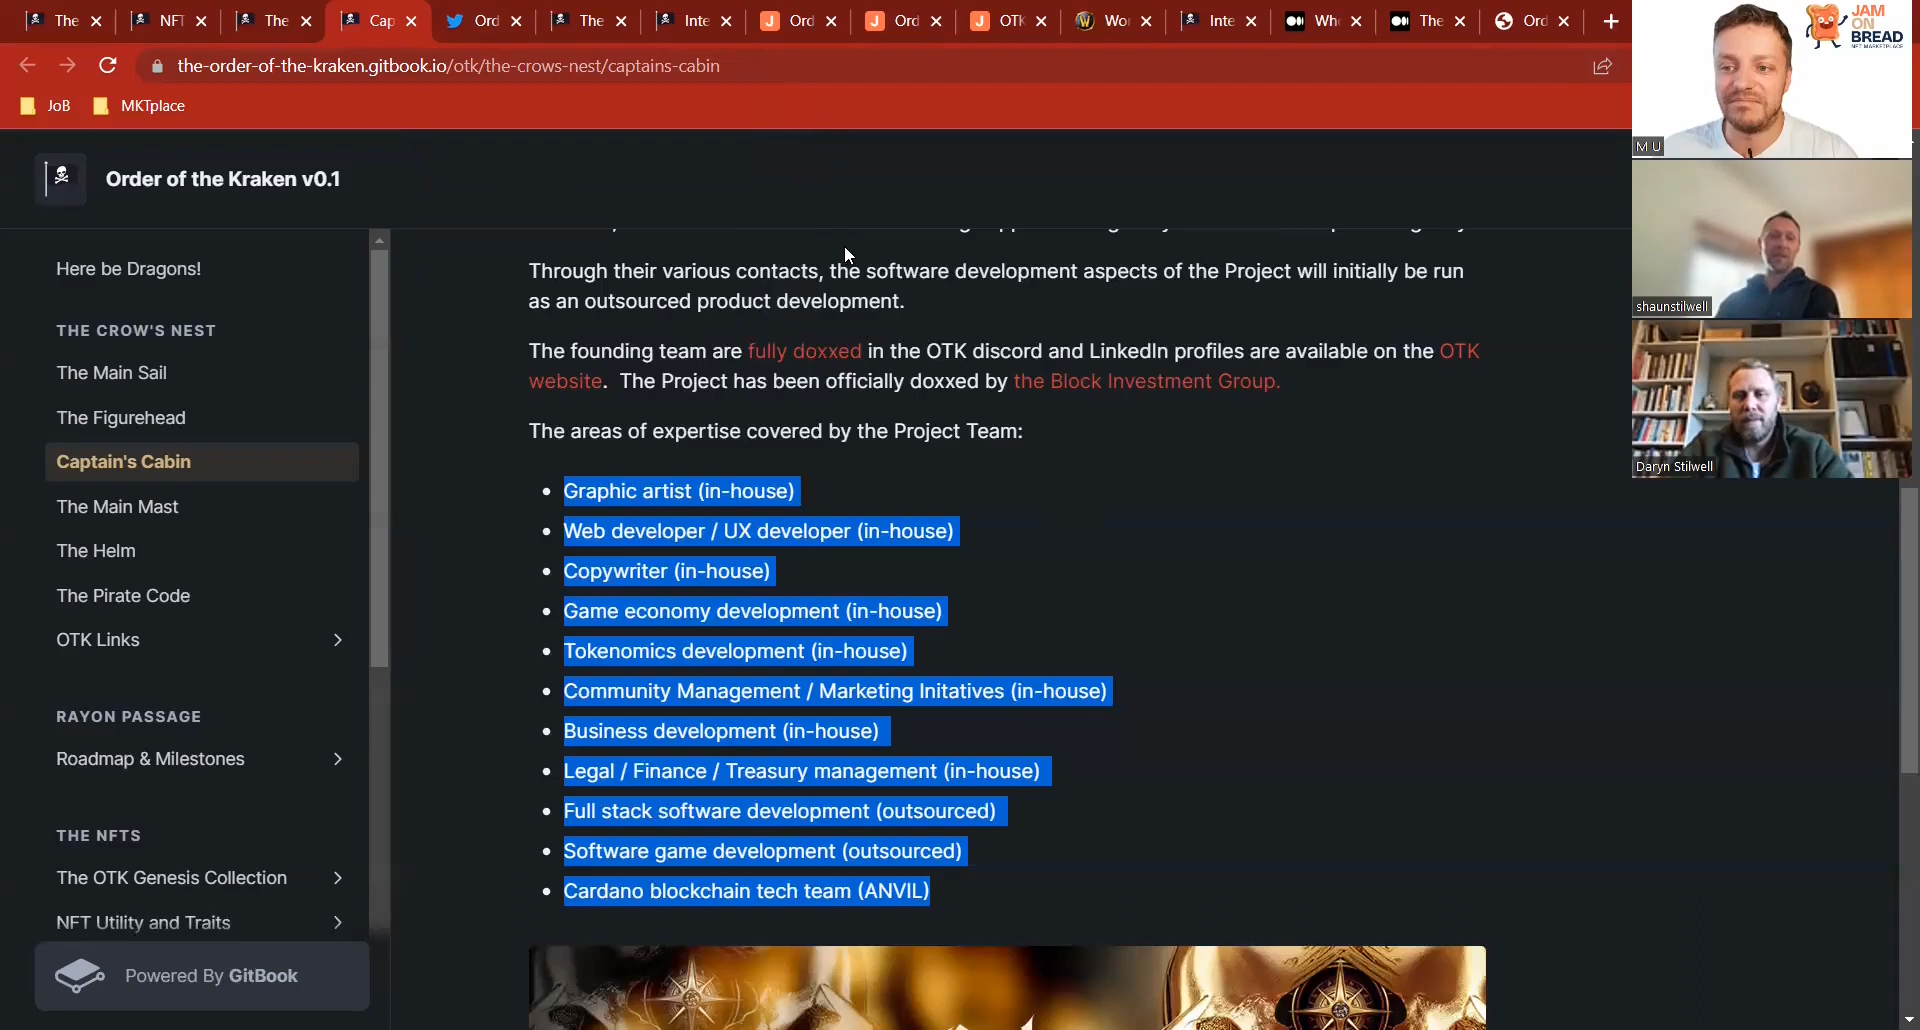 The
NFT
The
Cap
Ord
The
Inte
Ord
Ord
OTK
Wor
Inte
Wh
The
Ord
the-order-of-the-kraken.gitbook.io/otk/the-crows-nest/captains-cabin
JoB
MKTplace
JAM
ON
BREAD
NFT MARKETPLACE
M U
shaunstilwell
Daryn Stilwell
Order of the Kraken v0.1
Here be Dragons!
THE CROW'S NEST
The Main Sail
The Figurehead
Captain's Cabin
The Main Mast
The Helm
The Pirate Code
OTK Links
RAYON PASSAGE
Roadmap & Milestones
THE NFTS
The OTK Genesis Collection
NFT Utility and Traits
Powered By GitBook
Through their various contacts, the software development aspects of the Project will initially be run
as an outsourced product development.
The founding team are fully doxxed in the OTK discord and LinkedIn profiles are available on the OTK
website. The Project has been officially doxxed by the Block Investment Group.
The areas of expertise covered by the Project Team:
• Graphic artist (in-house)
• Web developer / UX developer (in-house)
• Copywriter (in-house)
• Game economy development (in-house)
• Tokenomics development (in-house)
• Community Management / Marketing Initatives (in-house)
• Business development (in-house)
• Legal / Finance / Treasury management (in-house)
• Full stack software development (outsourced)
• Software game development (outsourced)
• Cardano blockchain tech team (ANVIL)